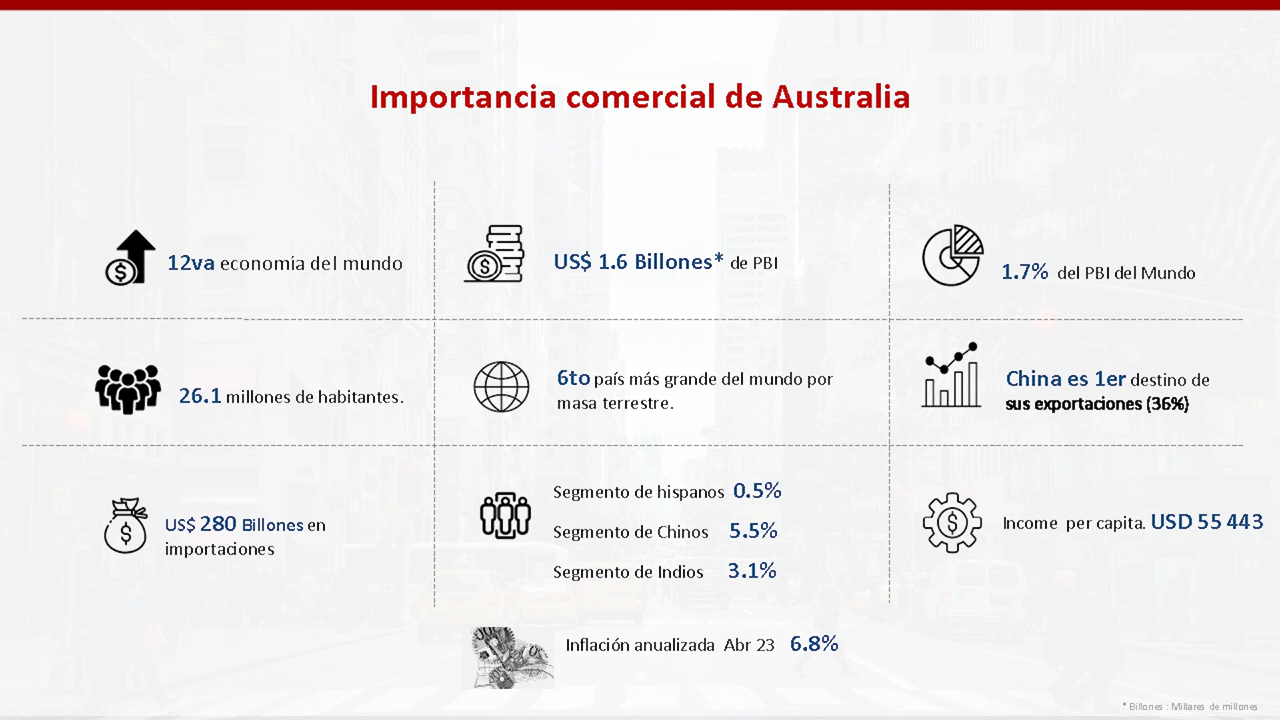 Importancia comercial de Australia
12va economia del mundo
US$ 1.6 Billones* de PBI
1.7% del PBI del Mundo
26.1 millones de habitantes.
6to país más grande del mundo por
masa terrestre.
China es 1er destino de
sus exportaciones (36%)
US$ 280 Billones en
importaciones
Segmento de hispanos 0.5%
Segmento de Chinos 5.5%
Segmento de Indios 3.1%
Income per capita. USD 55 443
Inflación anualizada Abr 23 6.8%
* Billones : Millares de millones